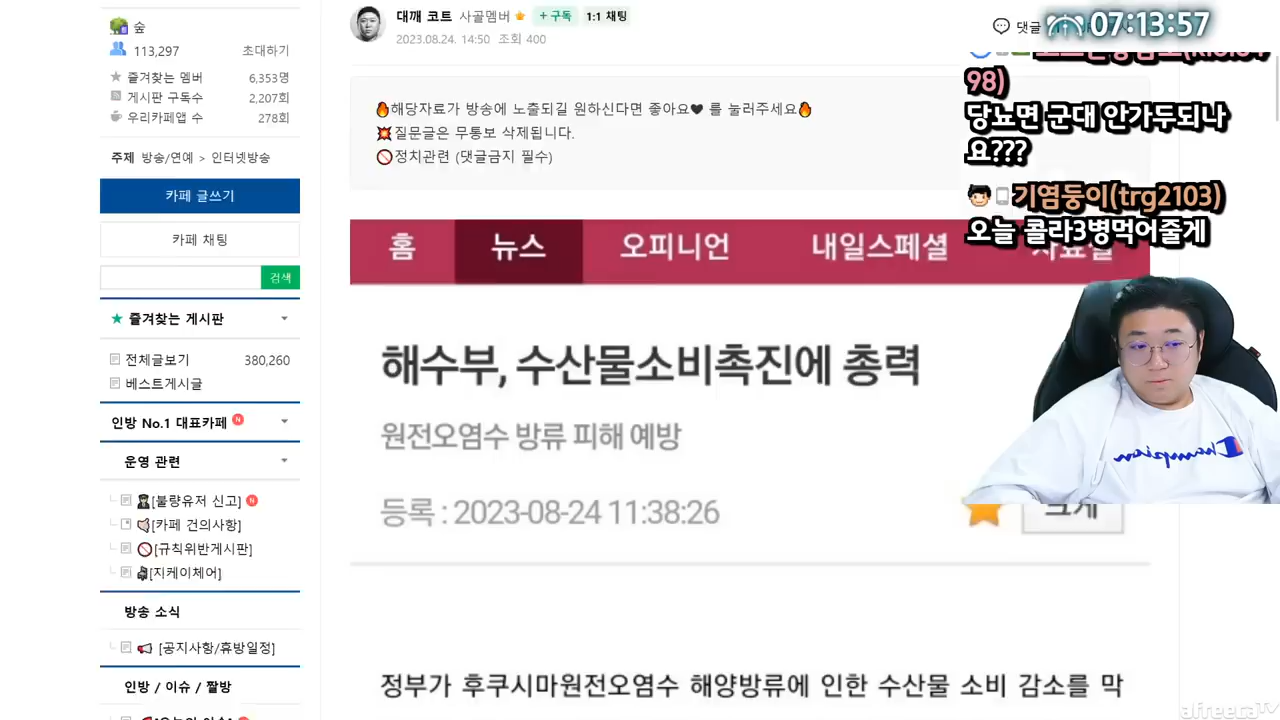 숲
113,297 초대하기
즐겨찾는 멤버 6,353명
게시판 구독수 2,207회
우리카페앱 수 278회
주제 방송/연예 > 인터넷방송
카페 글쓰기
카페 채팅
검색
즐겨찾는 게시판
전체글보기 380,260
베스트게시글
인방 No.1 대표카페 N
운영 관련
[불량유저 신고] N
[카페 건의사항]
[규칙위반게시판]
[지케이체어]
방송 소식
[공지사항/휴방일정]
인방 / 이슈 / 짤방
대깨 코트 사골멤버 +구독 1:1 채팅
2023.08.24. 14:50 조회 400
댓글
07:13:57
해당자료가 방송에 노출되길 원하신다면 좋아요 를 눌러주세요
질문글은 무통보 삭제됩니다.
정치관련 (댓글금지 필수)
홈 뉴스 오피니언 내일스페셜 자료실
해수부, 수산물소비촉진에 총력
원전오염수 방류 피해 예방
등록 : 2023-08-24 11:38:26
크게
정부가 후쿠시마원전오염수 해양방류에 인한 수산물 소비 감소를 막
98)
당뇨면 군대 안가두되나
요???
기염둥이(trg2103)
오늘 콜라3병먹어줄게
Champion
afreecaTV